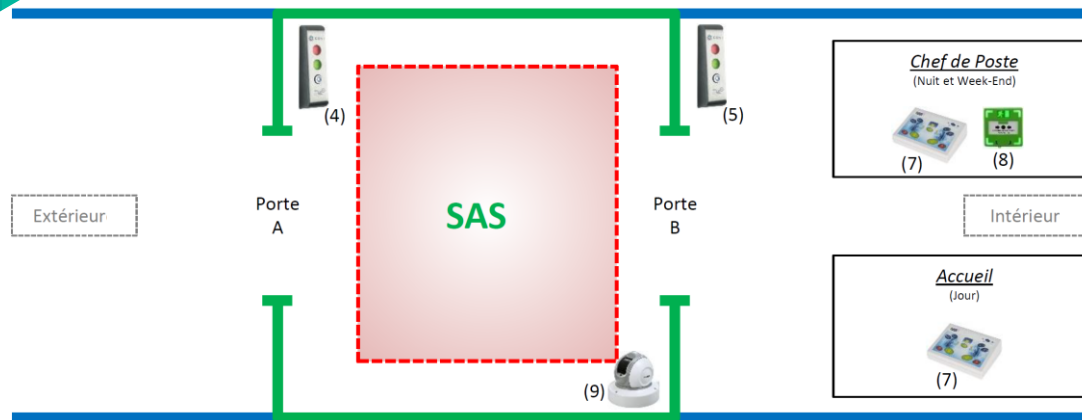 (4)
(5)
Chef de Poste
(Nuit et Week-End)
(7)
(8)
Extérieur
Porte
A
SAS
Porte
B
Intérieur
Accueil
(Jour)
(7)
(9)